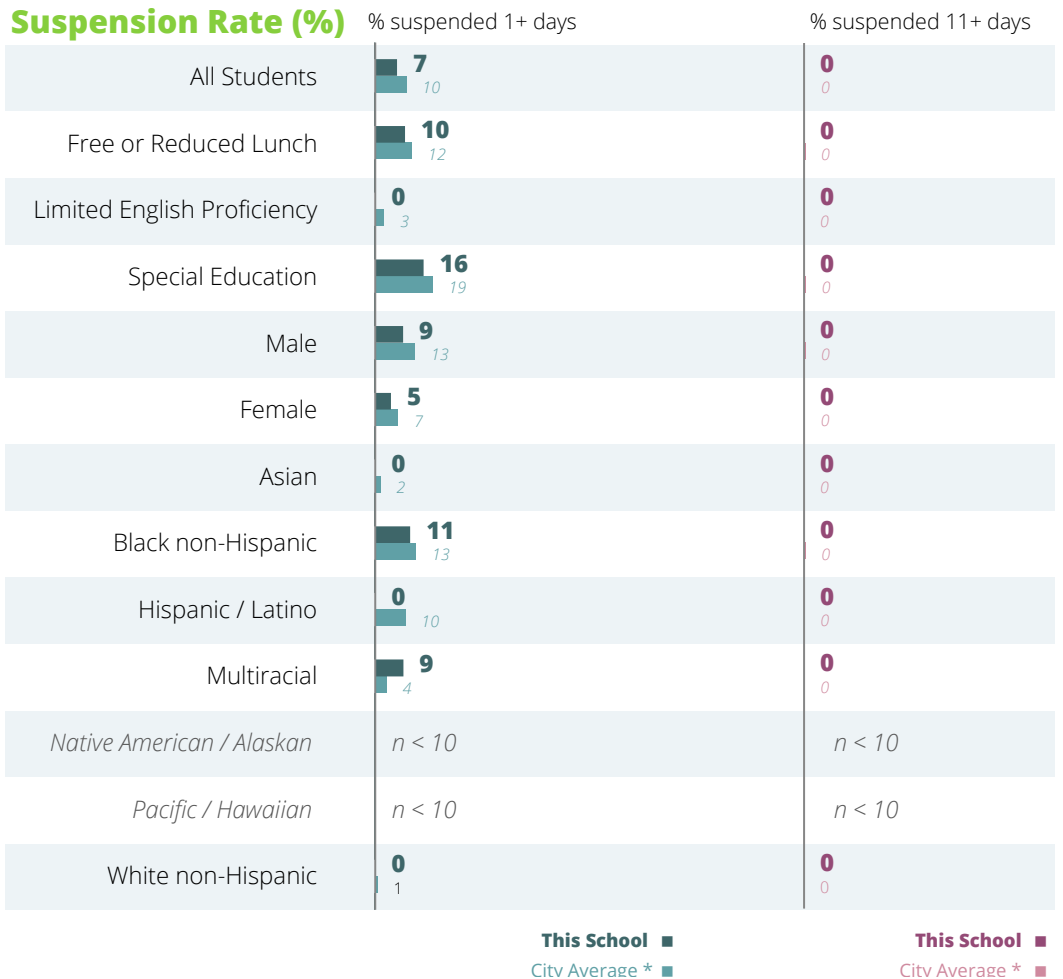 Suspension Rate (%) % suspended 1+ days % suspended 11+ days
All Students 7 0
10 0
Free or Reduced Lunch 10 0
12 0
Limited English Proficiency 0 0
3 0
Special Education 16 0
19 0
Male 9 0
13 0
Female 5 0
7 0
Asian 0 0
2 0
Black non-Hispanic 11 0
13 0
Hispanic / Latino 0 0
10 0
Multiracial 9 0
4 0
Native American / Alaskan n < 10 n < 10
Pacific / Hawaiian n < 10 n < 10
White non-Hispanic 0 0
1 0
This School This School
City Average * City Average *